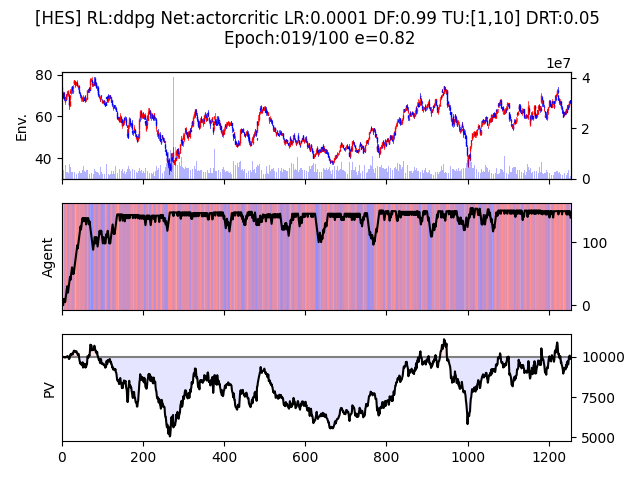 [HES] RL:ddpg Net:actorcritic LR:0.0001 DF:0.99 TU:[1,10] DRT:0.05
Epoch:019/100 e=0.82
1e7
80
60
40
Env.
4
2
0
Agent
100
0
PV
10000
7500
5000
0 200 400 600 800 1000 1200